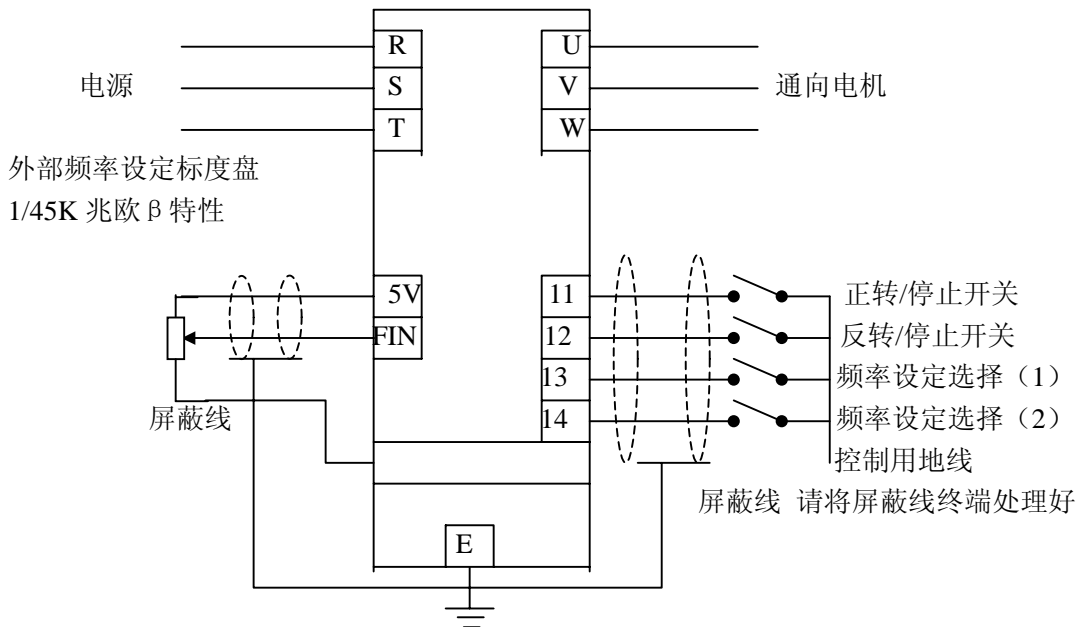 R
U
电源
S
V
通向电机
T
W
外部频率设定标度盘
1/45K 兆欧β特性
5V
11
正转/停止开关
FIN
12
反转/停止开关
13
频率设定选择（1）
屏蔽线
14
频率设定选择（2）
控制用地线
屏蔽线 请将屏蔽线终端处理好
E